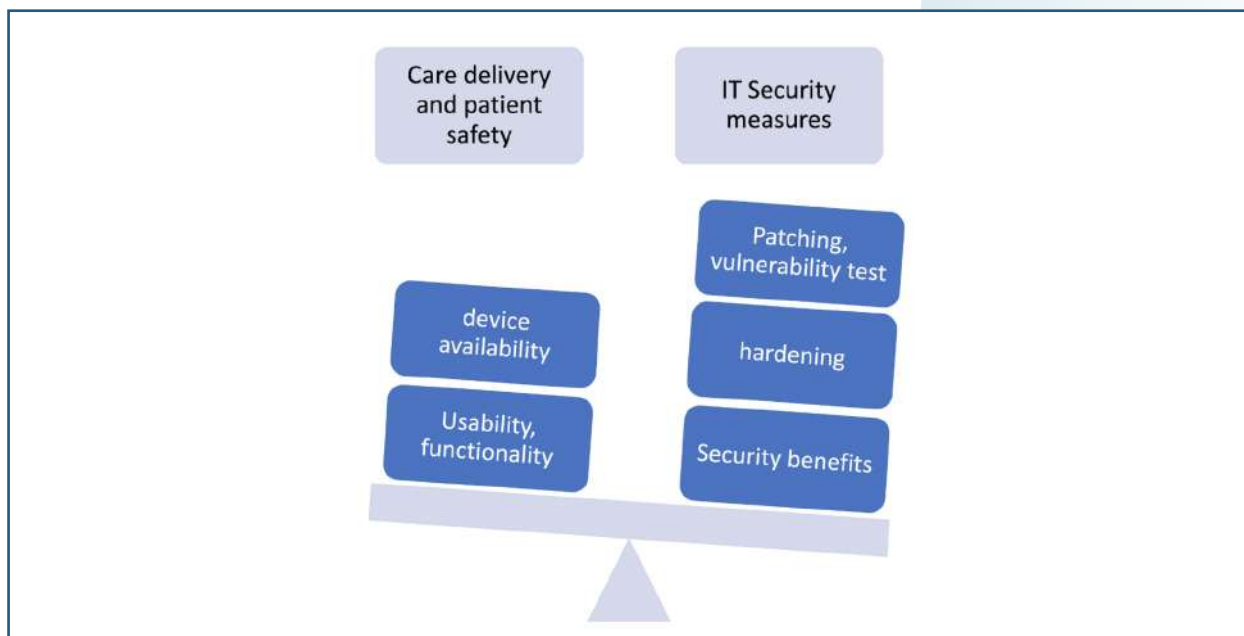 Care delivery
and patient
safety
IT Security
measures
device
availability
Usability,
functionality
Patching,
vulnerability test
hardening
Security benefits